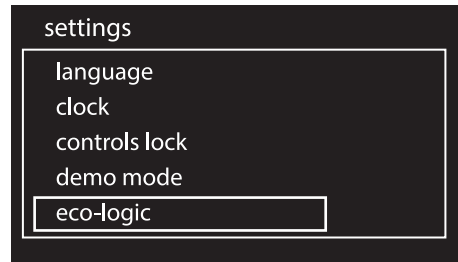 settings
language
clock
controls lock
demo mode
eco-logic